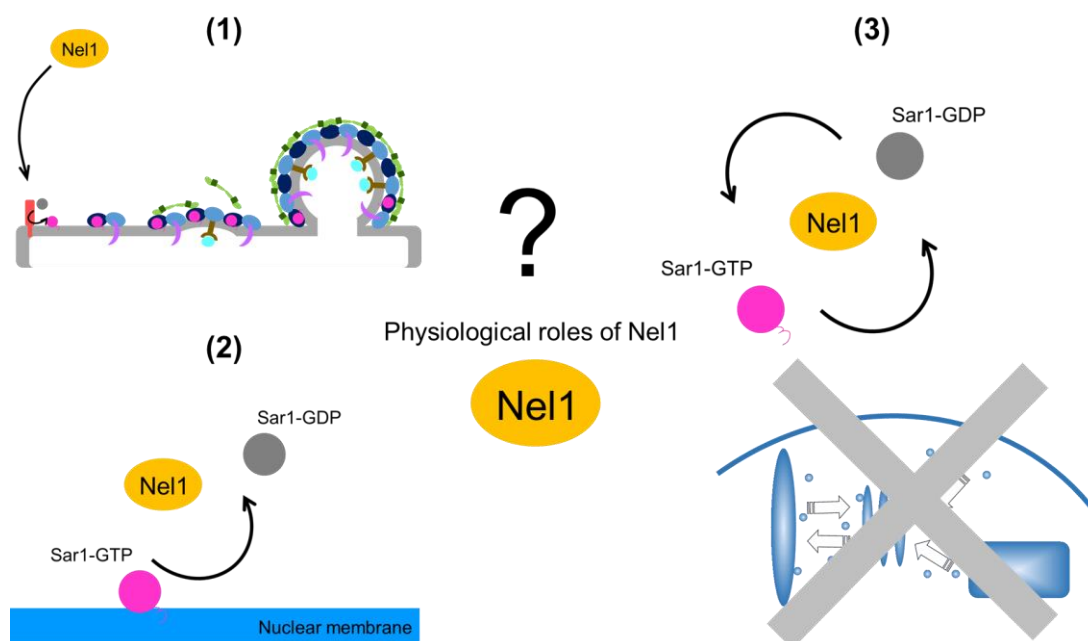 (1)
Nel1
(2)
Sar1-GDP
Nel1
Sar1-GTP
Nuclear membrane
?
Physiological roles of Nel1
Nel1
(3)
Sar1-GDP
Nel1
Sar1-GTP